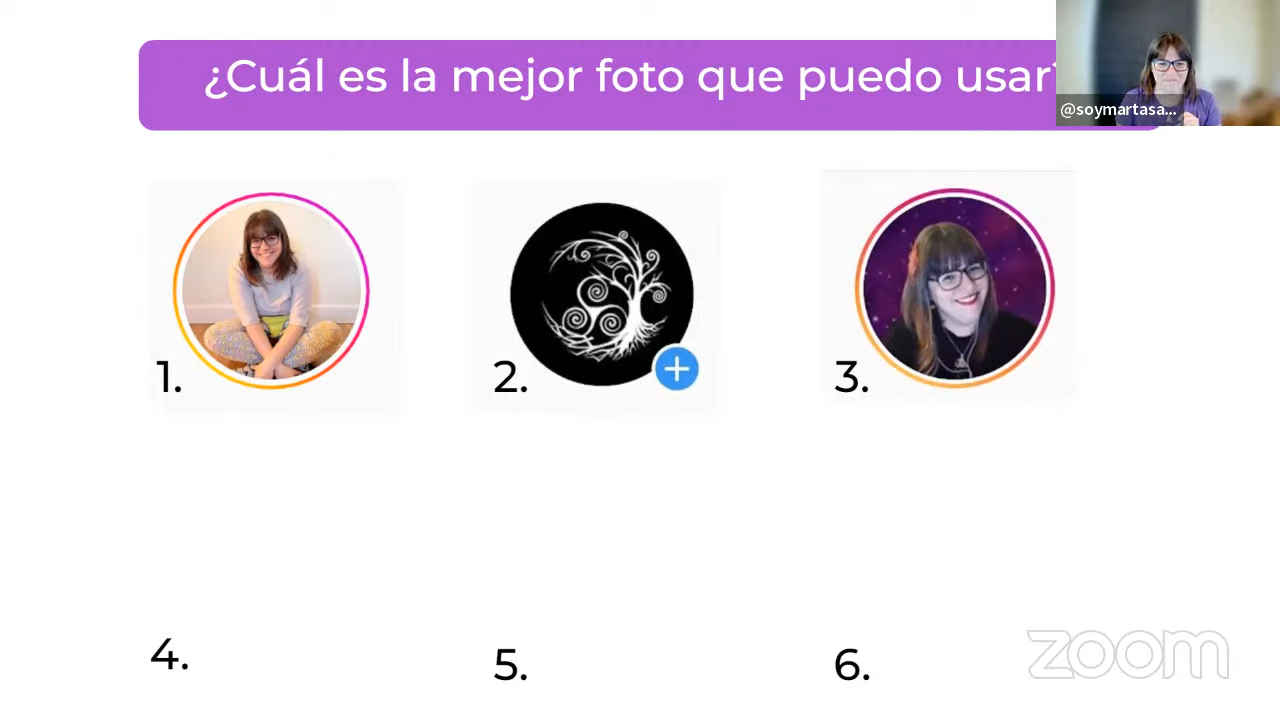 ¿Cuál es la mejor foto que puedo usar?
@soymartasa...
1.
2.
3.
4.
5.
6.
zoom